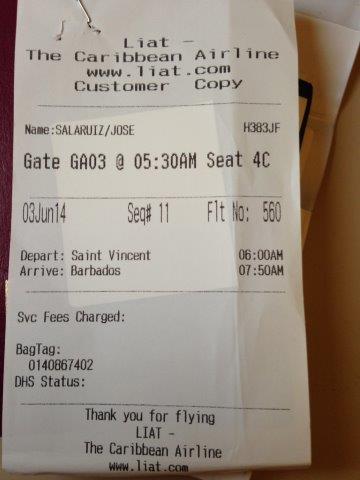 Liat -
The Caribbean Airline
www.liat.com
Customer Copy
Name:SALARUIZ/JOSE H383JF
Gate GA03 @ 05:30AM Seat 4C
03Jun14 Seq# 11 Flt No: 560
Depart: Saint Vincent 06:00AM
Arrive: Barbados 07:50AM
Svc Fees Charged:
BagTag:
0140867402
DHS Status:
Thank you for flying
LIAT -
The Caribbean Airline
www.liat.com